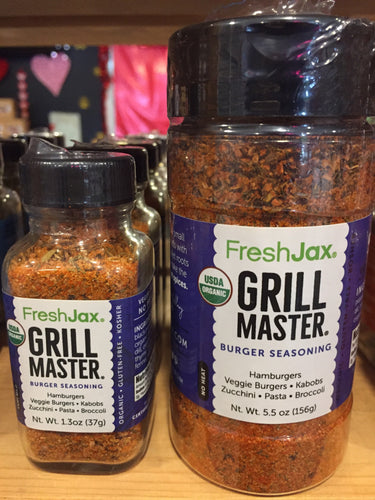 FreshJax®
USDA
ORGANIC
GRILL
MASTER®
BURGER SEASONING
Hamburgers
Veggie Burgers • Kabobs
Zucchini • Pasta • Broccoli
Nt. Wt. 1.3oz (37g)
ORGANIC • GLUTEN-FREE • KOSHER
FreshJax®
USDA
ORGANIC
GRILL
MASTER®
BURGER SEASONING
NO HEAT
Hamburgers
Veggie Burgers • Kabobs
Zucchini • Pasta • Broccoli
Nt. Wt. 5.5 oz (156g)